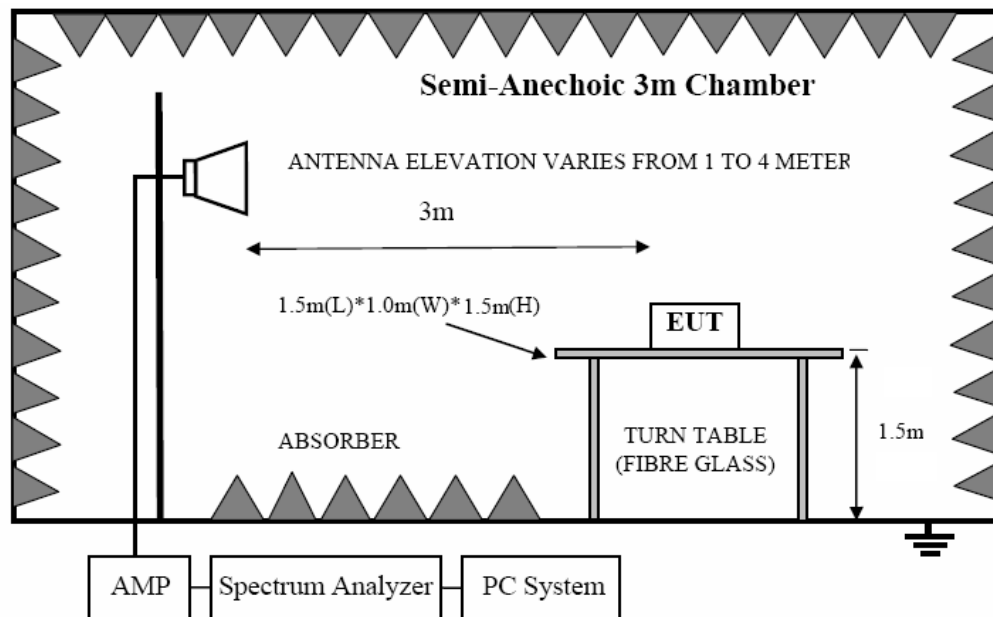 Semi-Anechoic 3m Chamber
ANTENNA ELEVATION VARIES FROM 1 TO 4 METER
3m
1.5m(L)*1.0m(W)*1.5m(H)
EUT
ABSORBER
TURN TABLE
(FIBRE GLASS)
1.5m
AMP
Spectrum Analyzer
PC System